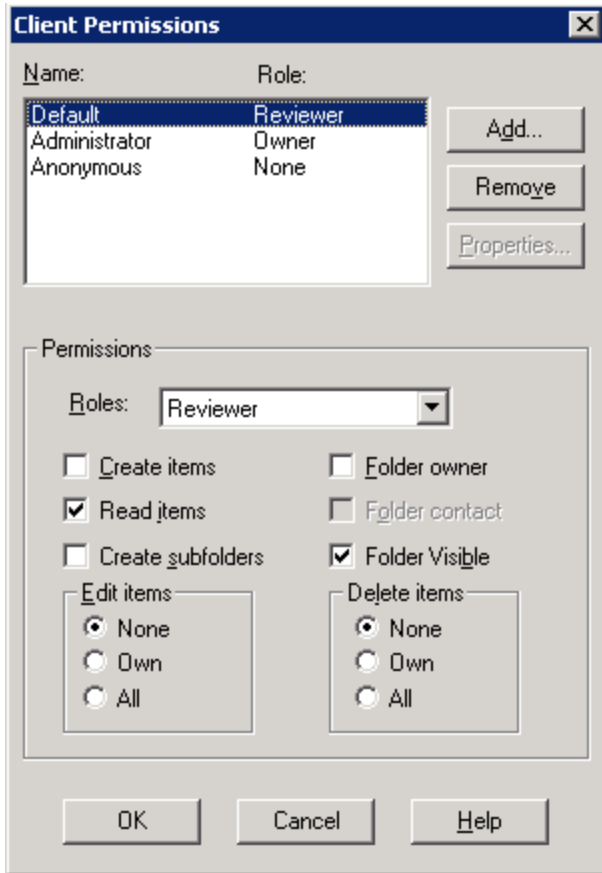 Client Permissions
Name: Role:
Default Reviewer
Administrator Owner
Anonymous None
Add...
Remove
Properties...
Permissions
Roles: Reviewer
Create items Folder owner
Read items Folder contact
Create subfolders Folder Visible
Edit items Delete items
None None
Own Own
All All
OK Cancel Help